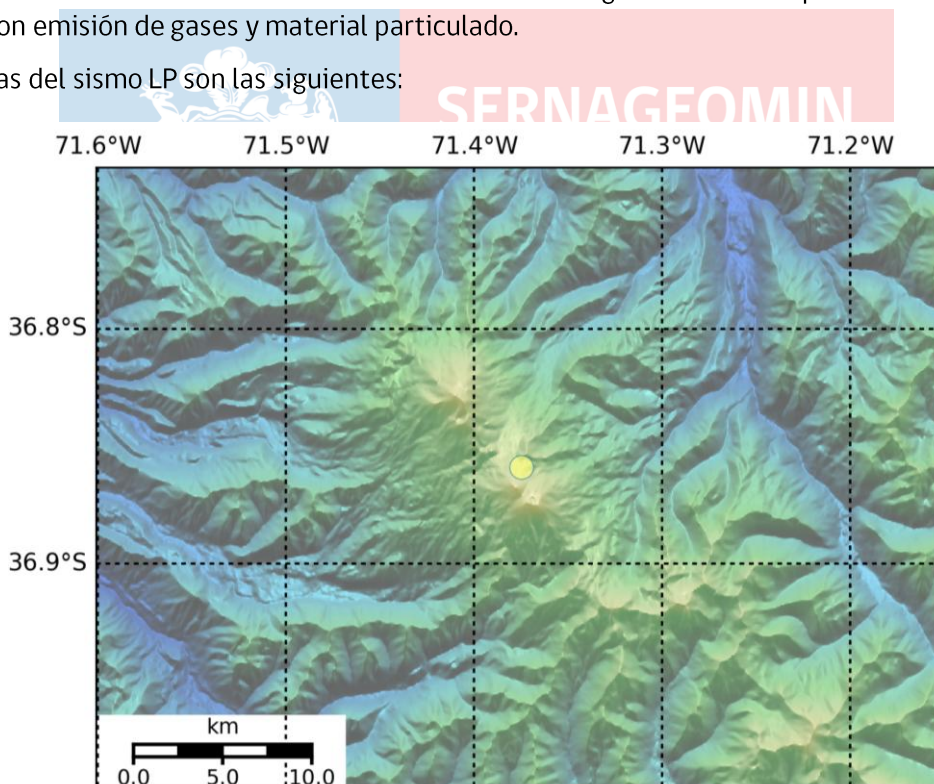 on emisión de gases y material particulado.
as del sismo LP son las siguientes:
SERNAGEOMIN
71.6°W 71.5°W 71.4°W 71.3°W 71.2°W
36.8°S
36.9°S
km
0.0 5.0 10.0